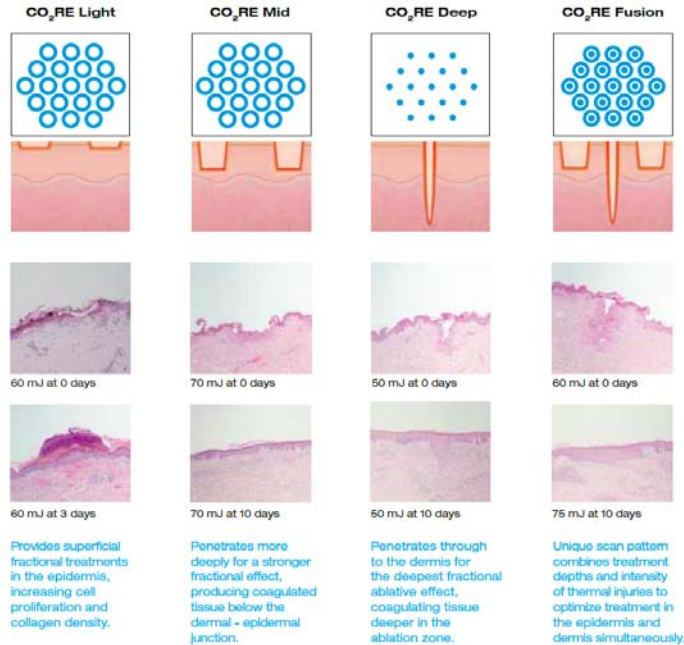 CO₂RE Light
CO₂RE Mid
CO₂RE Deep
CO₂RE Fusion
60 mJ at 0 days
70 mJ at 0 days
50 mJ at 0 days
60 mJ at 0 days
60 mJ at 3 days
70 mJ at 10 days
50 mJ at 10 days
75 mJ at 10 days
Provides superficial
fractional treatments
in the epidermis,
increasing cell
proliferation and
collagen density.
Penetrates more
deeply for a stronger
fractional effect,
producing coagulated
tissue below the
dermal - epidermal
junction.
Penetrates through
to the dermis for
the deepest fractional
ablative effect,
coagulating tissue
deeper in the
ablation zone.
Unique scan pattern
combines treatment
depths and intensity
of thermal injuries to
optimize treatment in
the epidermis and
dermis simultaneously.